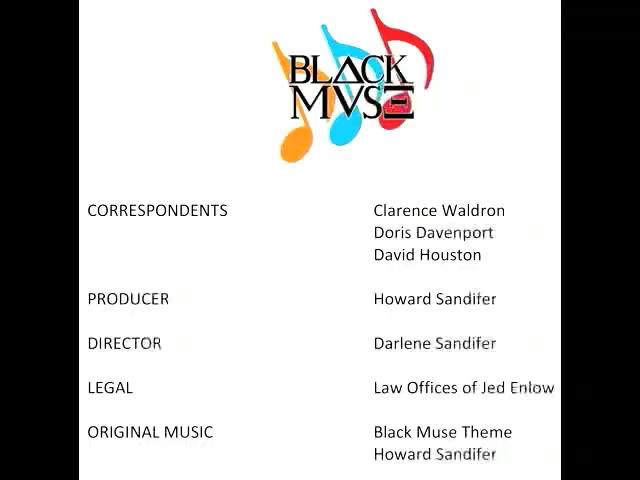 BLACK
MVSΞ
CORRESPONDENTS Clarence Waldron
Doris Davenport
David Houston
PRODUCER Howard Sandifer
DIRECTOR Darlene Sandifer
LEGAL Law Offices of Jed Enlow
ORIGINAL MUSIC Black Muse Theme
Howard Sandifer